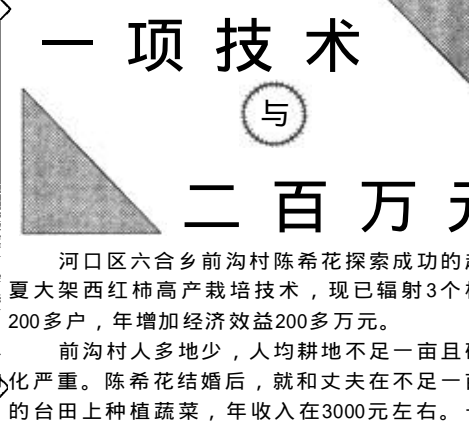 一项技术
与
二百万
河口区六合乡前沟村陈希花探索成功的
夏大架西红柿高产栽培技术，现已辐射3个
200多户，年增加经济效益200多万元。
前沟村人多地少，人均耕地不足一亩且
化严重。陈希花结婚后，就和丈夫在不足一
的台田上种植蔬菜，年收入在3000元左右。